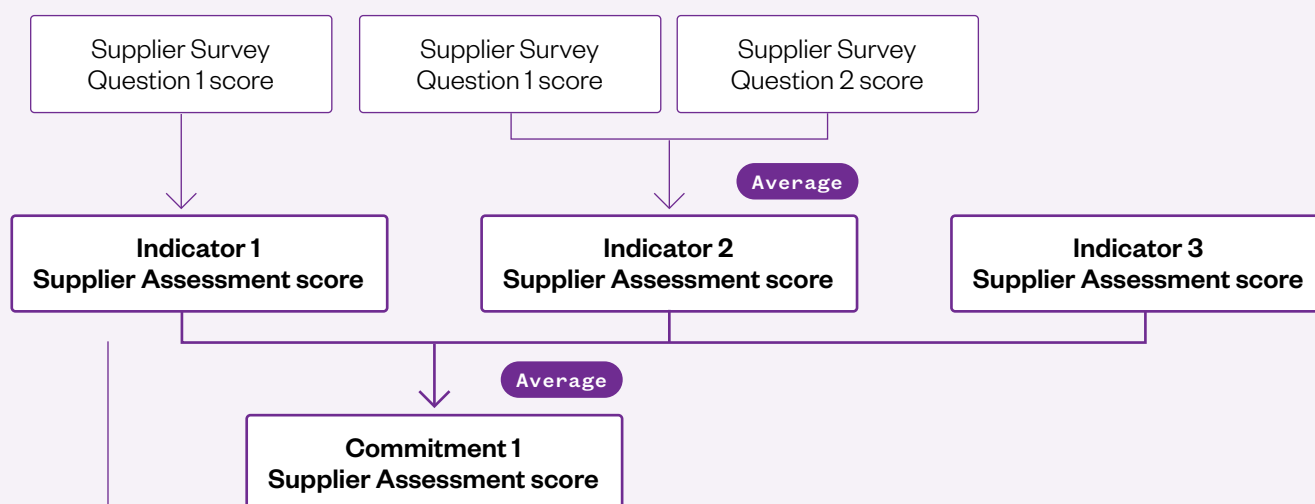 Supplier Survey
Question 1 score
Supplier Survey
Question 1 score
Supplier Survey
Question 2 score
Average
Indicator 1
Supplier Assessment score
Indicator 2
Supplier Assessment score
Indicator 3
Supplier Assessment score
Average
Commitment 1
Supplier Assessment score